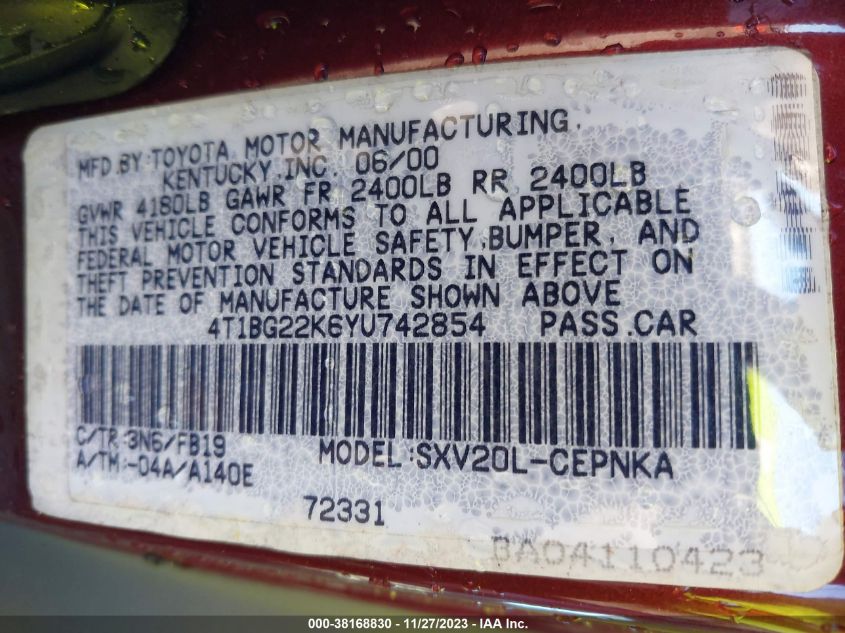 MFD.BY:TOYOTA MOTOR MANUFACTURING,
KENTUCKY,INC. 06/00
GVWR 4180LB GAWR FR 2400LB RR 2400LB
THIS VEHICLE CONFORMS TO ALL APPLICABLE
FEDERAL MOTOR VEHICLE SAFETY,BUMPER, AND
THEFT PREVENTION STANDARDS IN EFFECT ON
THE DATE OF MANUFACTURE SHOWN ABOVE
4T1BG22K6YU742854 PASS.CAR
C/TR:3N6/FB19
A/TM:-04A/A140E
MODEL:SXV20L-CEPNKA
72331
BA04110423
000-38168830 - 11/27/2023 - IAA Inc.